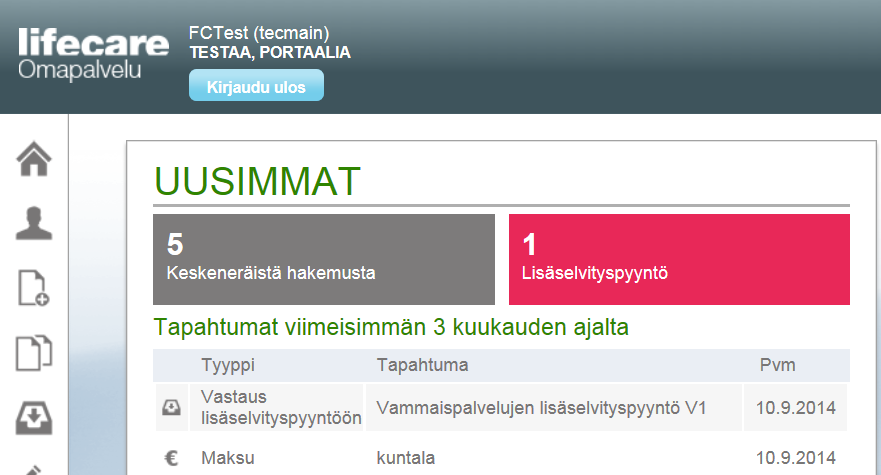 lifecare
Omapalvelu
FCTest (tecmain)
TESTAA, PORTAALIA
Kirjaudu ulos
UUSIMMAT
5
Keskeneräistä hakemusta
1
Lisäselvityspyyntö
Tapahtumat viimeisimmän 3 kuukauden ajalta
Tyyppi Tapahtuma Pvm
Vastaus
lisäselvityspyyntöön Vammaispalvelujen lisäselvityspyyntö V1 10.9.2014
€ Maksu kuntala 10.9.2014